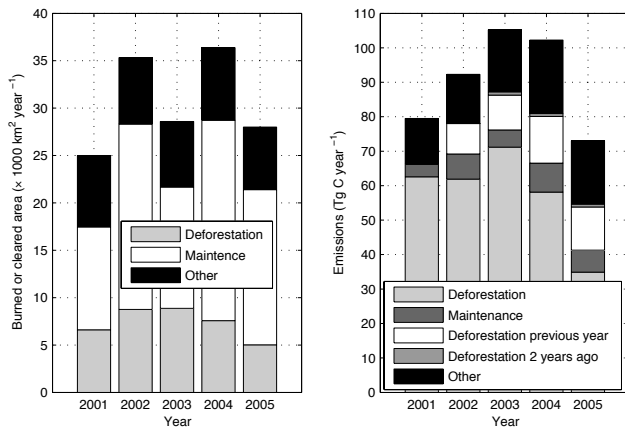 40
35
30
25
20
15
10
5
0
Burned or cleared area (× 1000 km² year ⁻¹)
Deforestation
Maintence
Other
2001 2002 2003 2004 2005
Year
110
100
90
80
70
60
50
40
30
20
10
0
Emissions (Tg C year ⁻¹)
Deforestation
Maintenance
Deforestation previous year
Deforestation 2 years ago
Other
2001 2002 2003 2004 2005
Year